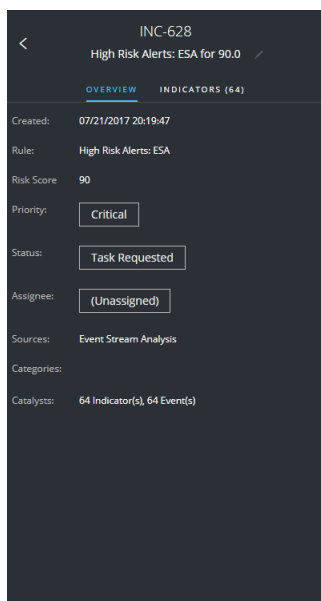 INC-628
High Risk Alerts: ESA for 90.0
OVERVIEW INDICATORS (64)
Created: 07/21/2017 20:19:47
Rule: High Risk Alerts: ESA
Risk Score 90
Priority: Critical
Status: Task Requested
Assignee: (Unassigned)
Sources: Event Stream Analysis
Categories:
Catalysts: 64 Indicator(s), 64 Event(s)